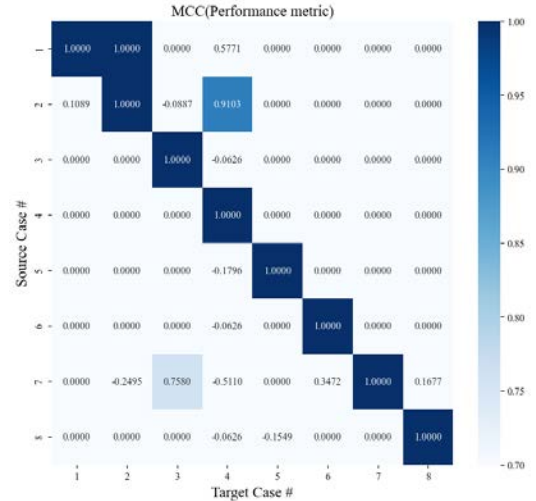 MCC(Performance metric)
1 1.0000 1.0000 0.0000 0.5771 0.0000 0.0000 0.0000 0.0000
2 0.1089 1.0000 -0.0887 0.9103 0.0000 0.0000 0.0000 0.0000
3 0.0000 0.0000 1.0000 -0.0626 0.0000 0.0000 0.0000 0.0000
4 0.0000 0.0000 0.0000 1.0000 0.0000 0.0000 0.0000 0.0000
5 0.0000 0.0000 0.0000 -0.1796 1.0000 0.0000 0.0000 0.0000
6 0.0000 0.0000 0.0000 -0.0626 0.0000 1.0000 0.0000 0.0000
7 0.0000 -0.2495 0.7580 -0.5110 0.0000 0.3472 1.0000 0.1677
8 0.0000 0.0000 0.0000 -0.0626 -0.1549 0.0000 0.0000 1.0000
1 2 3 4 5 6 7 8
Target Case #
Source Case #
1.00
0.95
0.90
0.85
0.80
0.75
0.70